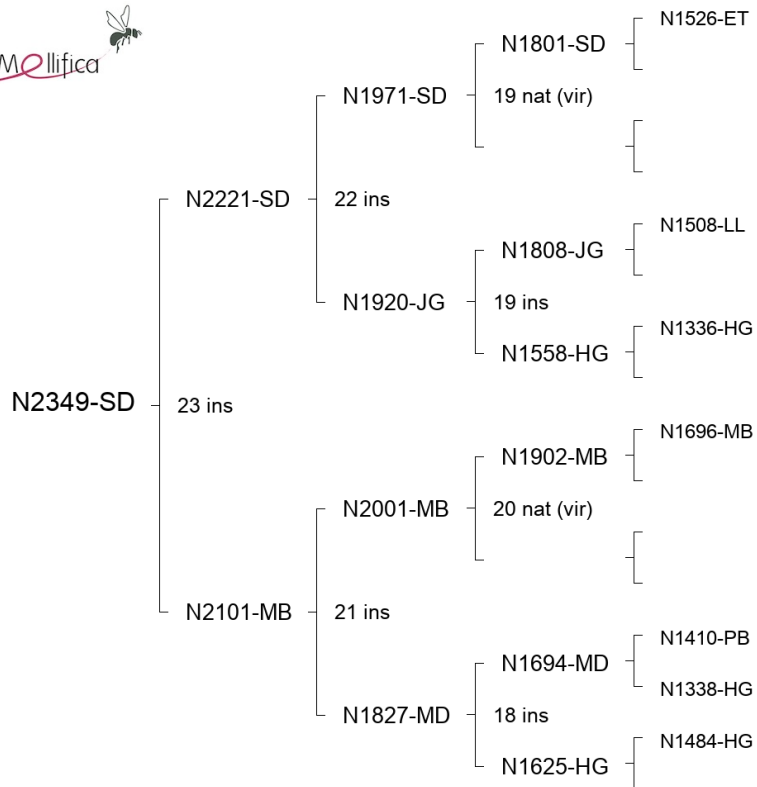 Mellifica
N1526-ET
N1801-SD
N1971-SD
19 nat (vir)
N2221-SD
22 ins
N1508-LL
N1808-JG
N1920-JG
19 ins
N1336-HG
N1558-HG
N2349-SD
23 ins
N1696-MB
N1902-MB
N2001-MB
20 nat (vir)
N2101-MB
21 ins
N1410-PB
N1694-MD
N1338-HG
N1827-MD
18 ins
N1484-HG
N1625-HG